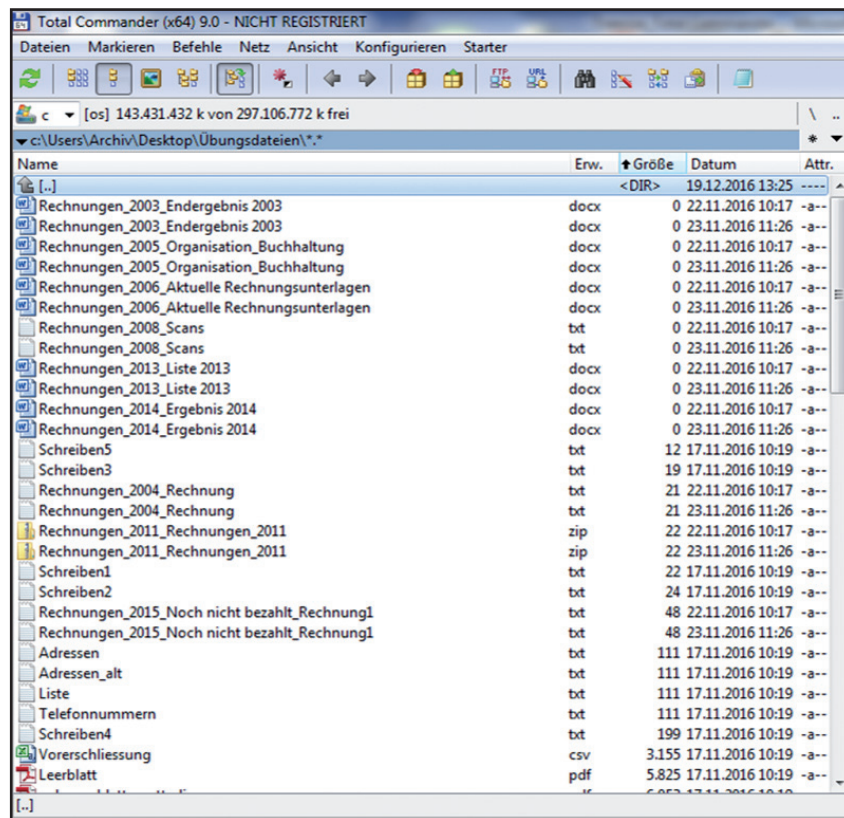 Total Commander (x64) 9.0 - NICHT REGISTRIERT
Dateien Markieren Befehle Netz Ansicht Konfigurieren Starter
FTP URL
c [os] 143.431.432 k von 297.106.772 k frei \ ..
c:\Users\Archiv\Desktop\Übungsdateien\*.* *
Name Erw. Größe Datum Attr.
[..] <DIR> 19.12.2016 13:25 ----
Rechnungen_2003_Endergebnis 2003 docx 0 22.11.2016 10:17 -a--
Rechnungen_2003_Endergebnis 2003 docx 0 23.11.2016 11:26 -a--
Rechnungen_2005_Organisation_Buchhaltung docx 0 22.11.2016 10:17 -a--
Rechnungen_2005_Organisation_Buchhaltung docx 0 23.11.2016 11:26 -a--
Rechnungen_2006_Aktuelle Rechnungsunterlagen docx 0 22.11.2016 10:17 -a--
Rechnungen_2006_Aktuelle Rechnungsunterlagen docx 0 23.11.2016 11:26 -a--
Rechnungen_2008_Scans txt 0 22.11.2016 10:17 -a--
Rechnungen_2008_Scans txt 0 23.11.2016 11:26 -a--
Rechnungen_2013_Liste 2013 docx 0 22.11.2016 10:17 -a--
Rechnungen_2013_Liste 2013 docx 0 23.11.2016 11:26 -a--
Rechnungen_2014_Ergebnis 2014 docx 0 22.11.2016 10:17 -a--
Rechnungen_2014_Ergebnis 2014 docx 0 23.11.2016 11:26 -a--
Schreiben5 txt 12 17.11.2016 10:19 -a--
Schreiben3 txt 19 17.11.2016 10:19 -a--
Rechnungen_2004_Rechnung txt 21 22.11.2016 10:17 -a--
Rechnungen_2004_Rechnung txt 21 23.11.2016 11:26 -a--
Rechnungen_2011_Rechnungen_2011 zip 22 22.11.2016 10:17 -a--
Rechnungen_2011_Rechnungen_2011 zip 22 23.11.2016 11:26 -a--
Schreiben1 txt 22 17.11.2016 10:19 -a--
Schreiben2 txt 24 17.11.2016 10:19 -a--
Rechnungen_2015_Noch nicht bezahlt_Rechnung1 txt 48 22.11.2016 10:17 -a--
Rechnungen_2015_Noch nicht bezahlt_Rechnung1 txt 48 23.11.2016 11:26 -a--
Adressen txt 111 17.11.2016 10:19 -a--
Adressen_alt txt 111 17.11.2016 10:19 -a--
Liste txt 111 17.11.2016 10:19 -a--
Telefonnummern txt 111 17.11.2016 10:19 -a--
Schreiben4 txt 199 17.11.2016 10:19 -a--
Vorerschliessung csv 3.155 17.11.2016 10:19 -a--
Leerblatt pdf 5.825 17.11.2016 10:19 -a--
[..]